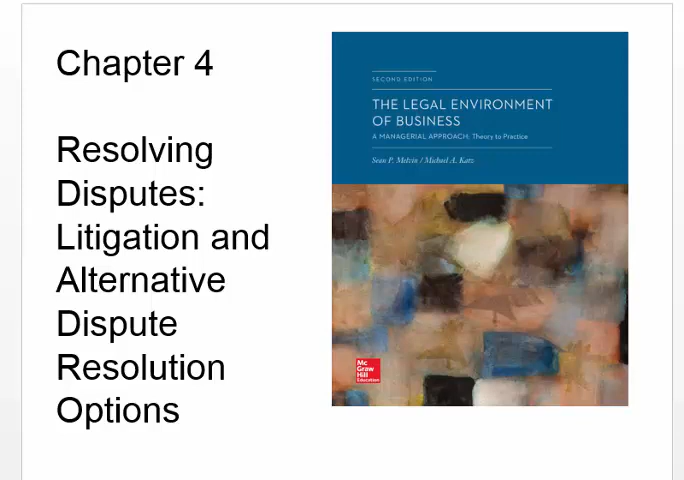 Chapter 4
Resolving
Disputes:
Litigation and
Alternative
Dispute
Resolution
Options
SECOND EDITION
THE LEGAL ENVIRONMENT
OF BUSINESS
A MANAGERIAL APPROACH: Theory to Practice
Sean P. Melvin / Michael A. Katz
Mc
Graw
Hill
Education